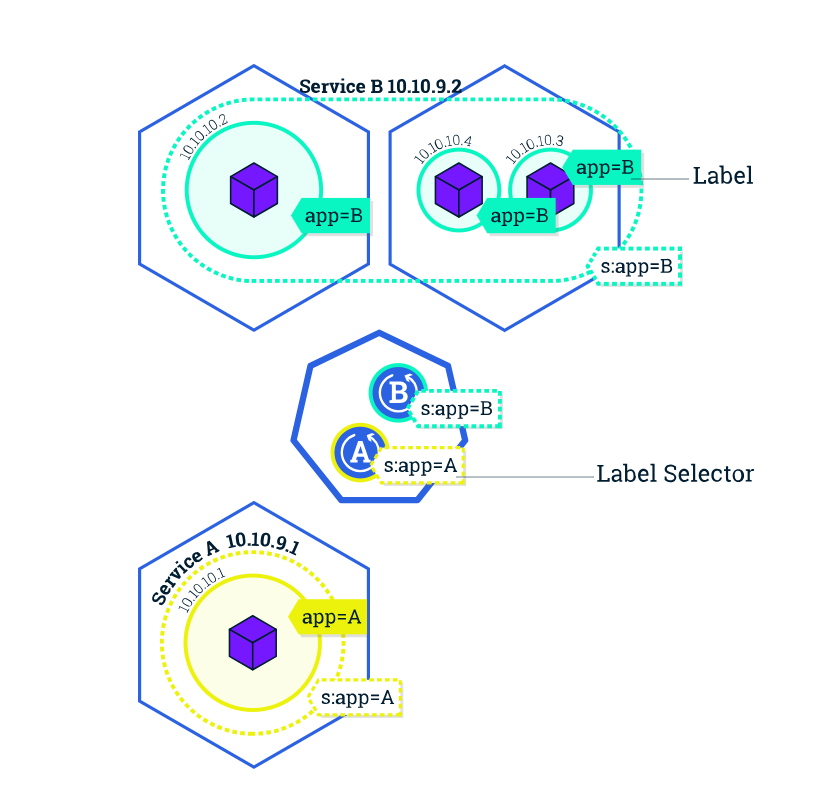 Service B 10.10.9.2
10.10.10.2
app=B
10.10.10.4
app=B
10.10.10.3
app=B
Label
s:app=B
B
s:app=B
A
s:app=A
Label Selector
Service A 10.10.9.1
10.10.10.1
app=A
s:app=A